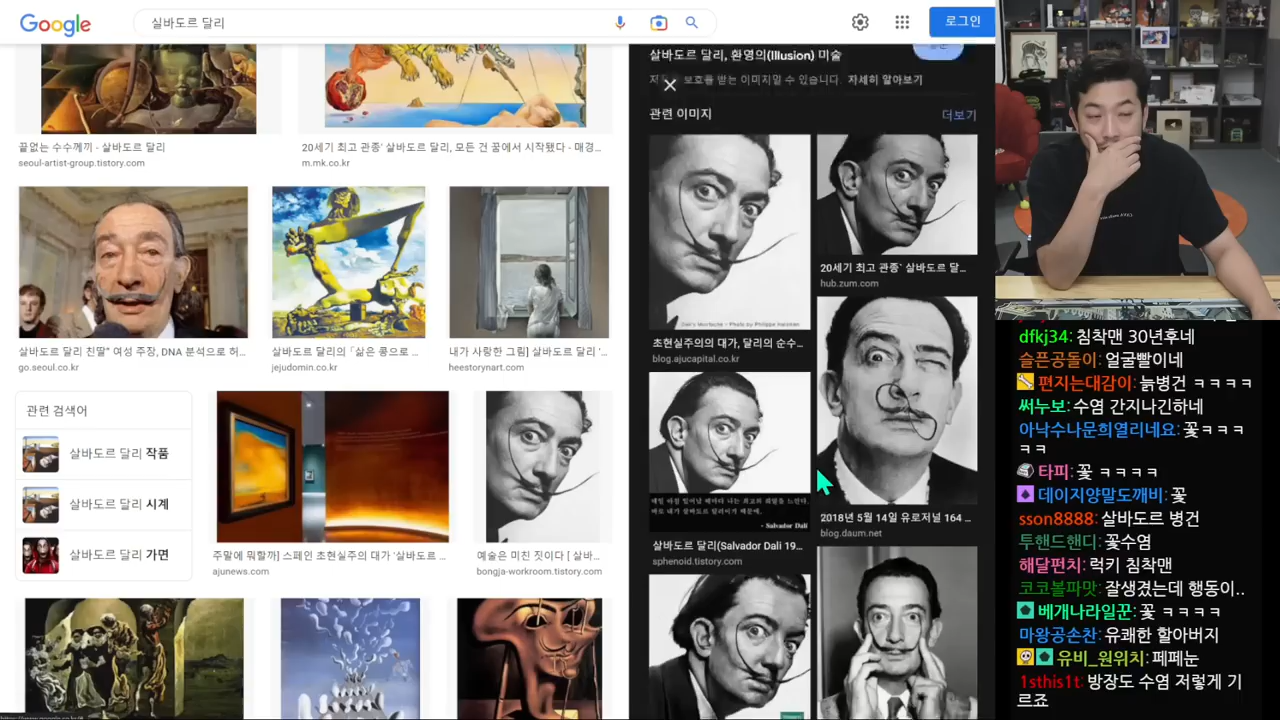 Google
실바도르 달리
로그인
끝없는 수수께끼 - 살바도르 달리
seoul-artist-group.tistory.com
20세기 최고 관종' 살바도르 달리, 모든 건 꿈에서 시작됐다 - 매경...
m.mk.co.kr
살바도르 달리 친딸" 여성 주장, DNA 분석으로 허...
go.seoul.co.kr
살바도르 달리의 「삶은 콩으로 ...
jejudomin.co.kr
내가 사랑한 그림] 살바도르 달리 '...
heestorynart.com
관련 검색어
살바도르 달리 작품
살바도르 달리 시계
살바도르 달리 가면
주말에 뭐할까] 스페인 초현실주의 대가 '살바도르 ...
ajunews.com
예술은 미친 짓이다 [ 살바...
bongja-workroom.tistory.com
살바도르 달리, 환영의(Illusion) 미술
보호를 받는 이미지일 수 있습니다. 자세히 알아보기
관련 이미지
더보기
초현실주의의 대가, 달리의 순수...
blog.ajucapital.co.kr
20세기 최고 관종' 살바도르 달...
hub.zum.com
- Salvador Dali
살바도르 달리(Salvador Dali 19...
sphenoid.tistory.com
2018년 5월 14일 유로저널 164 ...
blog.daum.net
dfkj34: 침착맨 30년후네
슬픈공돌이: 얼굴빨이네
편지는대감이: 늙병건 ㅋㅋㅋㅋ
써누보: 수염 간지나긴하네
아낙수나문희열리네요: 꽃ㅋㅋㅋ
ㅋㅋ
타피: 꽃 ㅋㅋㅋㅋ
데이지양말도깨비: 꽃
sson8888: 살바도르 병건
투핸드핸디: 꽃수염
해달펀치: 럭키 침착맨
코코볼파맛: 잘생겼는데 행동이..
베개나라일꾼: 꽃 ㅋㅋㅋㅋ
마왕공손찬: 유쾌한 할아버지
유비_원위치: 페페눈
1sthis1t: 방장도 수염 저렇게 기
르죠